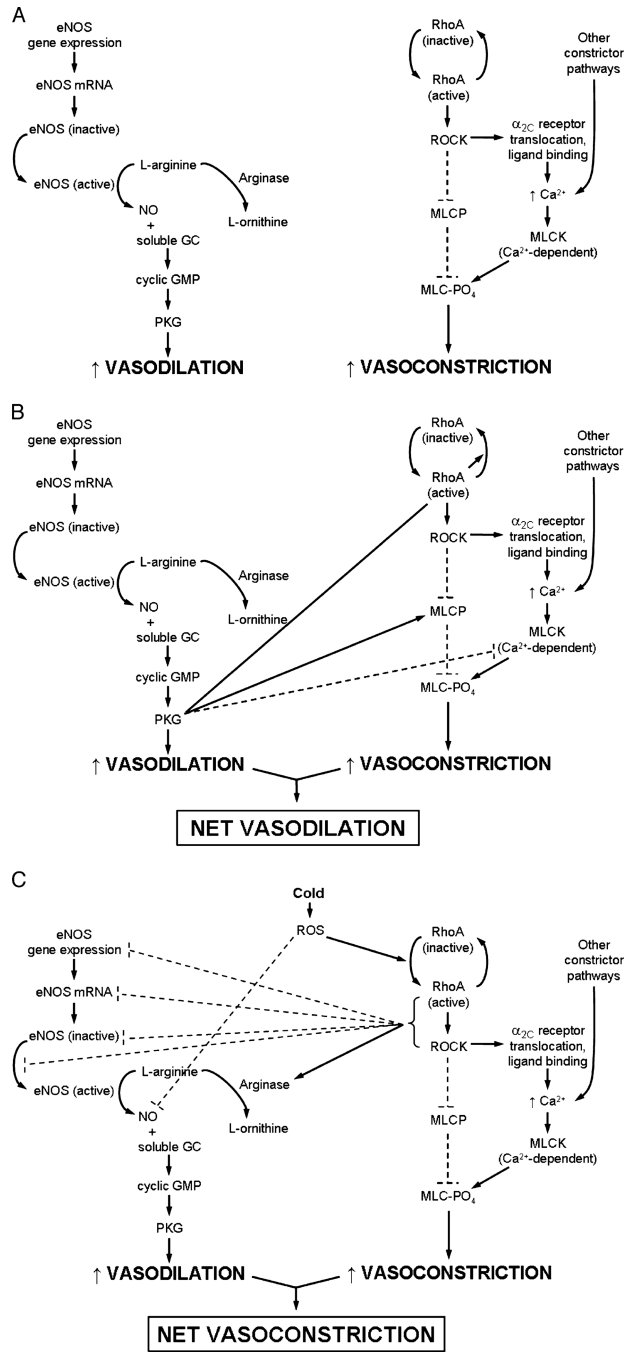 A
eNOS
gene expression
eNOS mRNA
eNOS (inactive)
eNOS (active)
L-arginine
Arginase
L-ornithine
NO
+
soluble GC
cyclic GMP
PKG
↑ VASODILATION
RhoA
(inactive)
RhoA
(active)
ROCK
MLCP
MLC-PO₄
Other
constrictor
pathways
α₂C receptor
translocation,
ligand binding
↑ Ca²⁺
MLCK
(Ca²⁺-dependent)
↑ VASOCONSTRICTION
B
eNOS
gene expression
eNOS mRNA
eNOS (inactive)
eNOS (active)
L-arginine
Arginase
L-ornithine
NO
+
soluble GC
cyclic GMP
PKG
↑ VASODILATION
RhoA
(inactive)
RhoA
(active)
ROCK
MLCP
MLC-PO₄
Other
constrictor
pathways
α₂C receptor
translocation,
ligand binding
↑ Ca²⁺
MLCK
(Ca²⁺-dependent)
↑ VASOCONSTRICTION
NET VASODILATION
C
Cold
ROS
eNOS
gene expression
eNOS mRNA
eNOS (inactive)
eNOS (active)
L-arginine
Arginase
L-ornithine
NO
+
soluble GC
cyclic GMP
PKG
↑ VASODILATION
RhoA
(inactive)
RhoA
(active)
ROCK
MLCP
MLC-PO₄
Other
constrictor
pathways
α₂C receptor
translocation,
ligand binding
↑ Ca²⁺
MLCK
(Ca²⁺-dependent)
↑ VASOCONSTRICTION
NET VASOCONSTRICTION